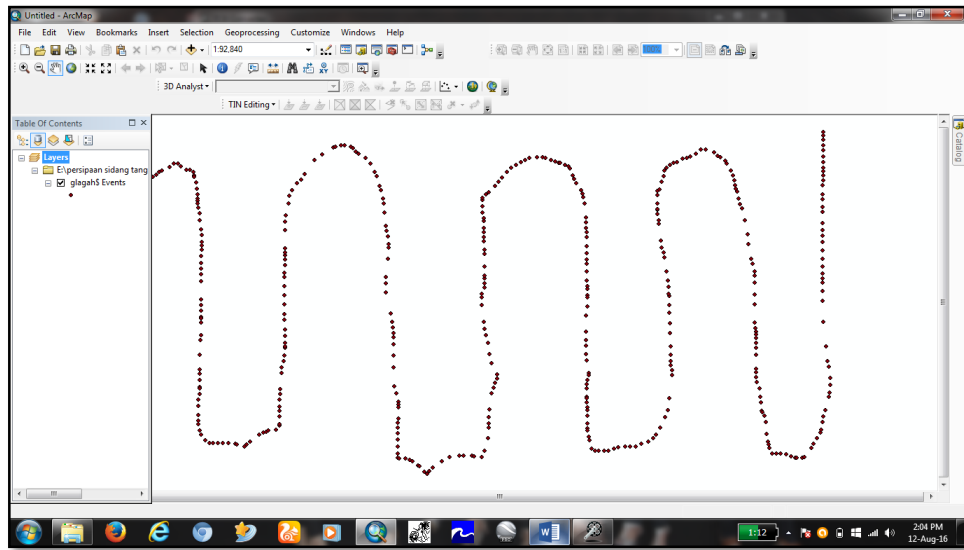 Untitled - ArcMap
File Edit View Bookmarks Insert Selection Geoprocessing Customize Windows Help
1:92,840
3D Analyst
TIN Editing
Table Of Contents
Layers
E:\persipaan sidang tang
glagah$ Events
Catalog
1:12
2:04 PM
12-Aug-16